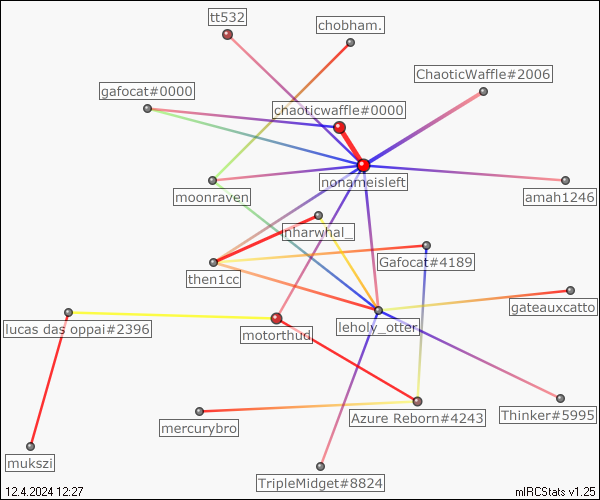 tt532
chobham.
ChaoticWaffle#2006
gafocat#0000
chaoticwaffle#0000
nonameisleft
moonraven
amah1246
nharwhal_
Gafocat#4189
then1cc
gateauxcatto
lucas das oppai#2396
motorthud
leholy_otter
Azure Reborn#4243
Thinker#5995
mercurybro
mukszi
TripleMidget#8824
12.4.2024 12:27
mIRCStats v1.25